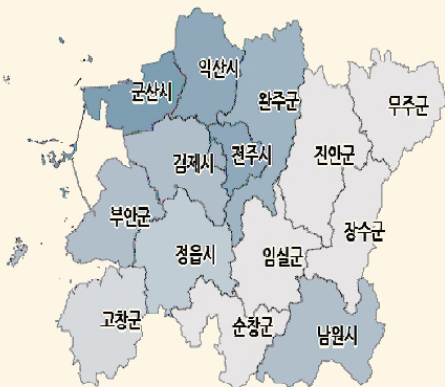 익산시
군산시
완주군
무주군
김제시
전주시
진안군
부안군
장수군
정읍시
임실군
고창군
순창군
남원시